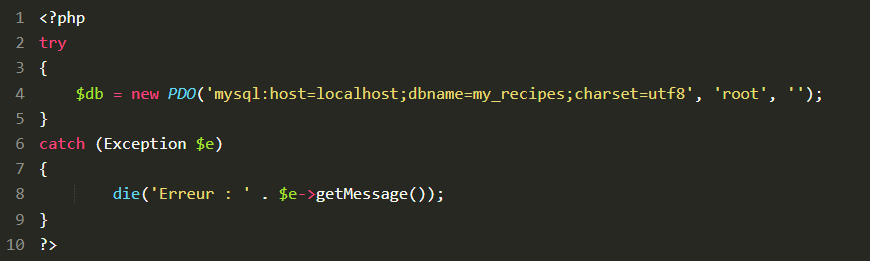 1 <?php
2 try
3 {
4     $db = new PDO('mysql:host=localhost;dbname=my_recipes;charset=utf8', 'root', '');
5 }
6 catch (Exception $e)
7 {
8         die('Erreur : ' . $e->getMessage());
9 }
10 ?>